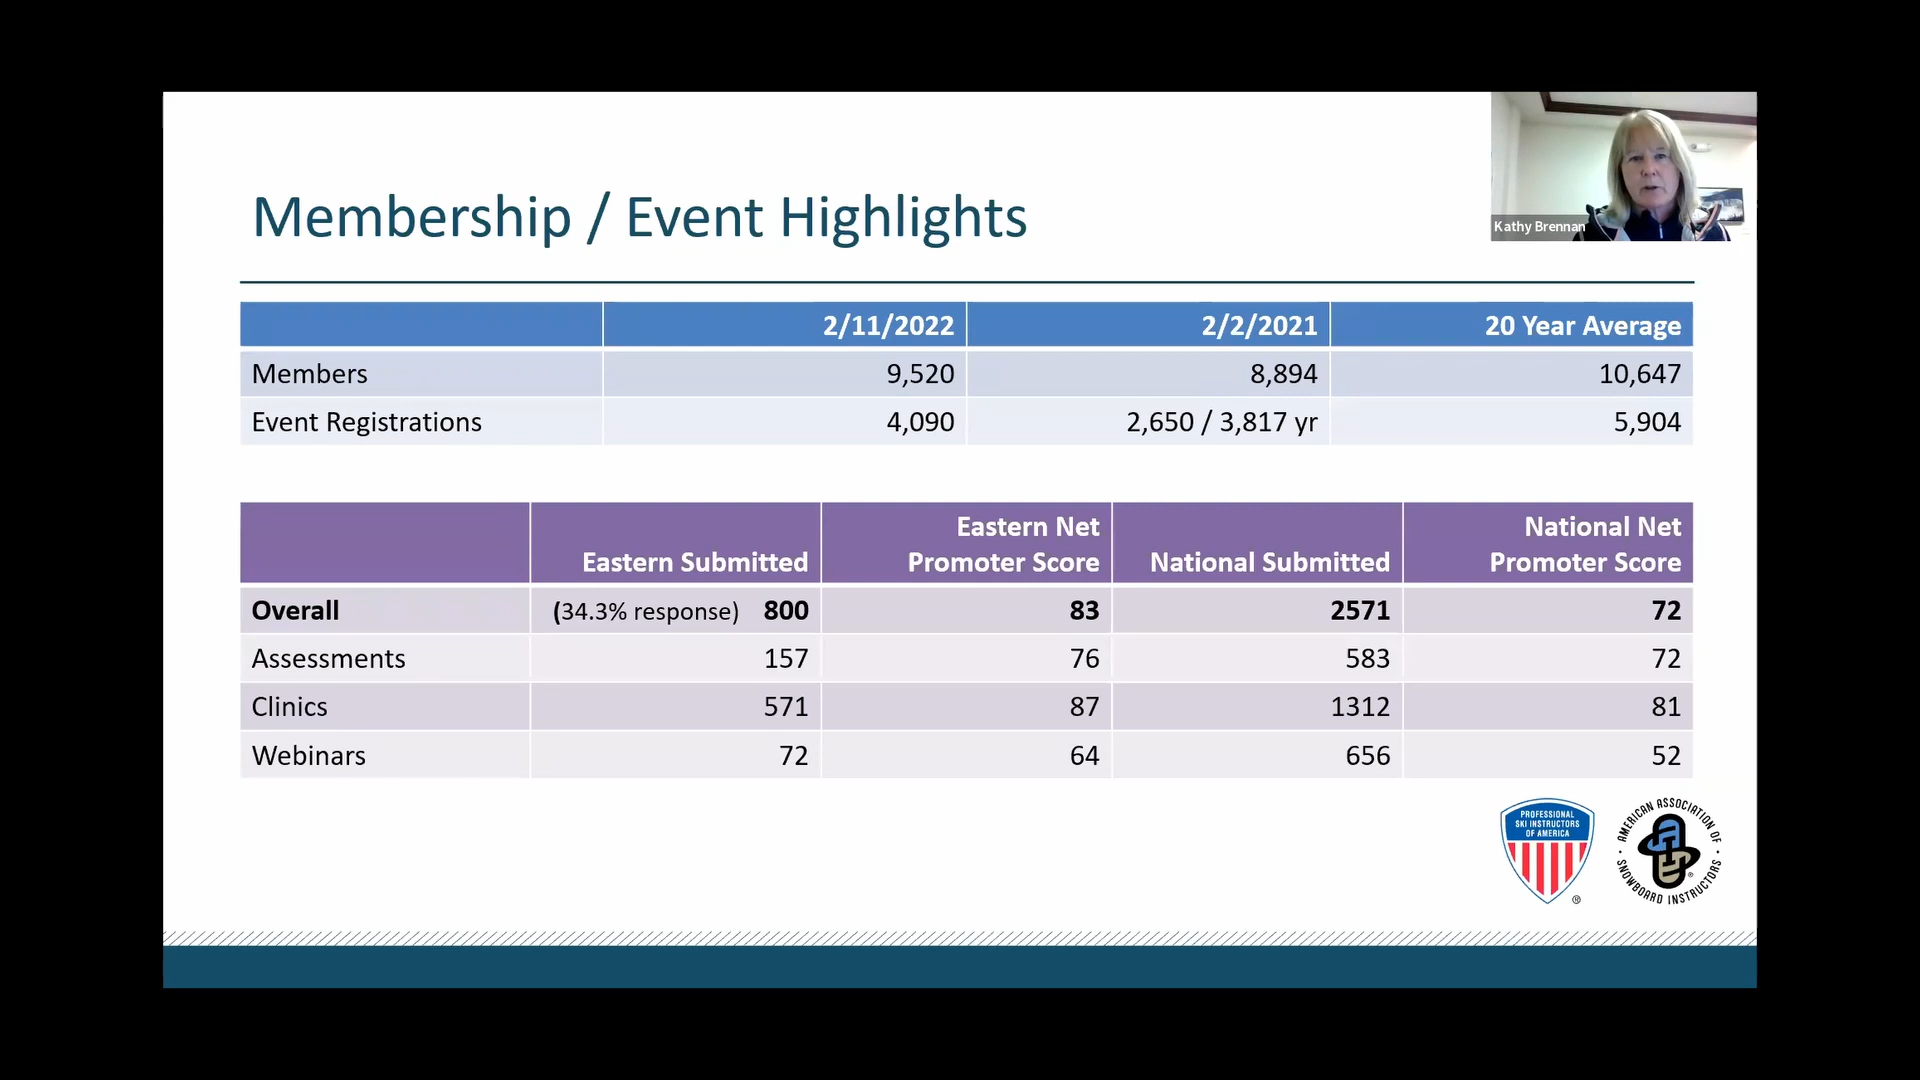 Membership / Event Highlights
Kathy Brennan
2/11/2022 2/2/2021 20 Year Average
Members 9,520 8,894 10,647
Event Registrations 4,090 2,650 / 3,817 yr 5,904
Eastern Submitted Eastern Net Promoter Score National Submitted National Net Promoter Score
Overall (34.3% response) 800 83 2571 72
Assessments 157 76 583 72
Clinics 571 87 1312 81
Webinars 72 64 656 52
PROFESSIONAL
SKI INSTRUCTORS
OF AMERICA
®
AMERICAN ASSOCIATION OF
SNOWBOARD INSTRUCTORS
®